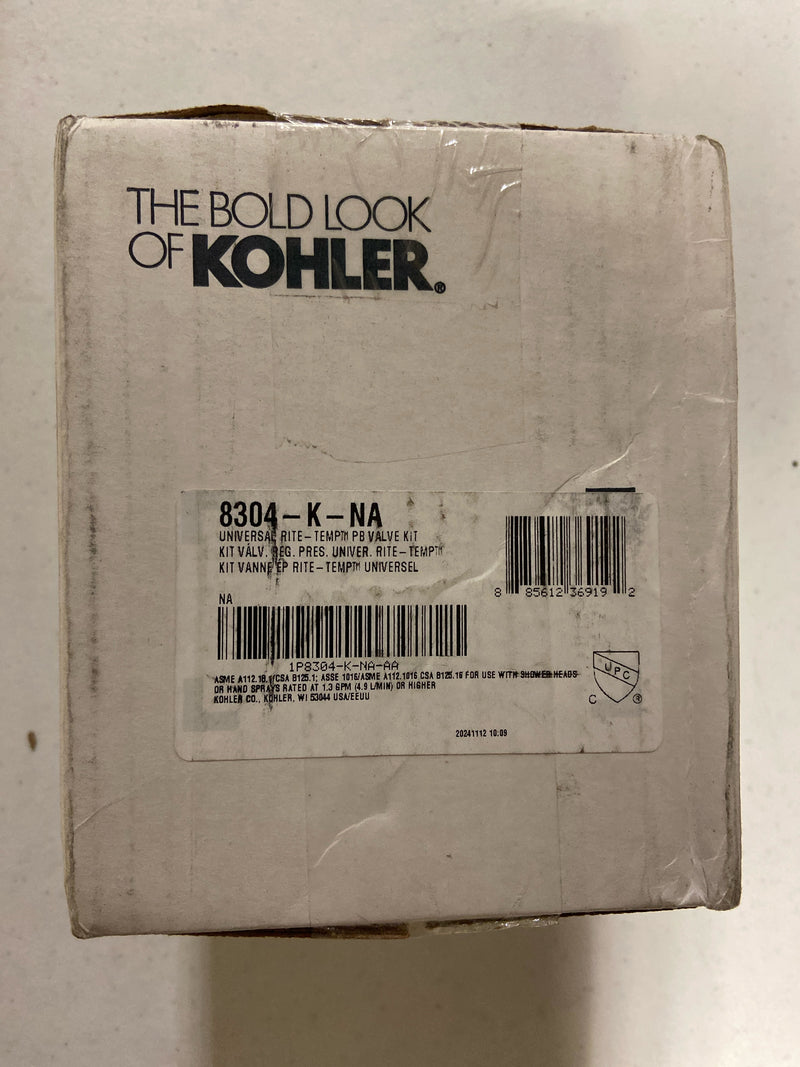 THE BOLD LOOK
OF KOHLER®
8304-K-NA
UNIVERSAL RITE-TEMP™ PB VALVE KIT
KIT VÁLV. REG. PRES. UNIVER. RITE-TEMP™
KIT VANNE ÉP RITE-TEMP™ UNIVERSEL
8 85612 36919 2
NA
1P8304-K-NA-AA
ASME A112.18.1/CSA B125.1; ASSE 1016/ASME A112.1016 CSA B125.16 FOR USE WITH SHOWER HEADS
OR HAND SPRAYS RATED AT 1.3 GPM (4.9 L/MIN) OR HIGHER
KOHLER CO., KOHLER, WI 53044 USA/EEUU
UPC
C ®
20241112 10:09